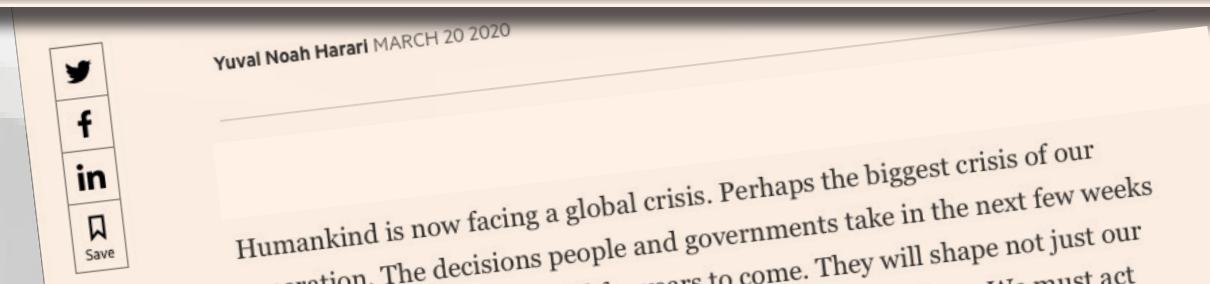 Yuval Noah Harari MARCH 20 2020
Save
Humankind is now facing a global crisis. Perhaps the biggest crisis of our
The decisions people and governments take in the next few weeks
to come. They will shape not just our
We must act